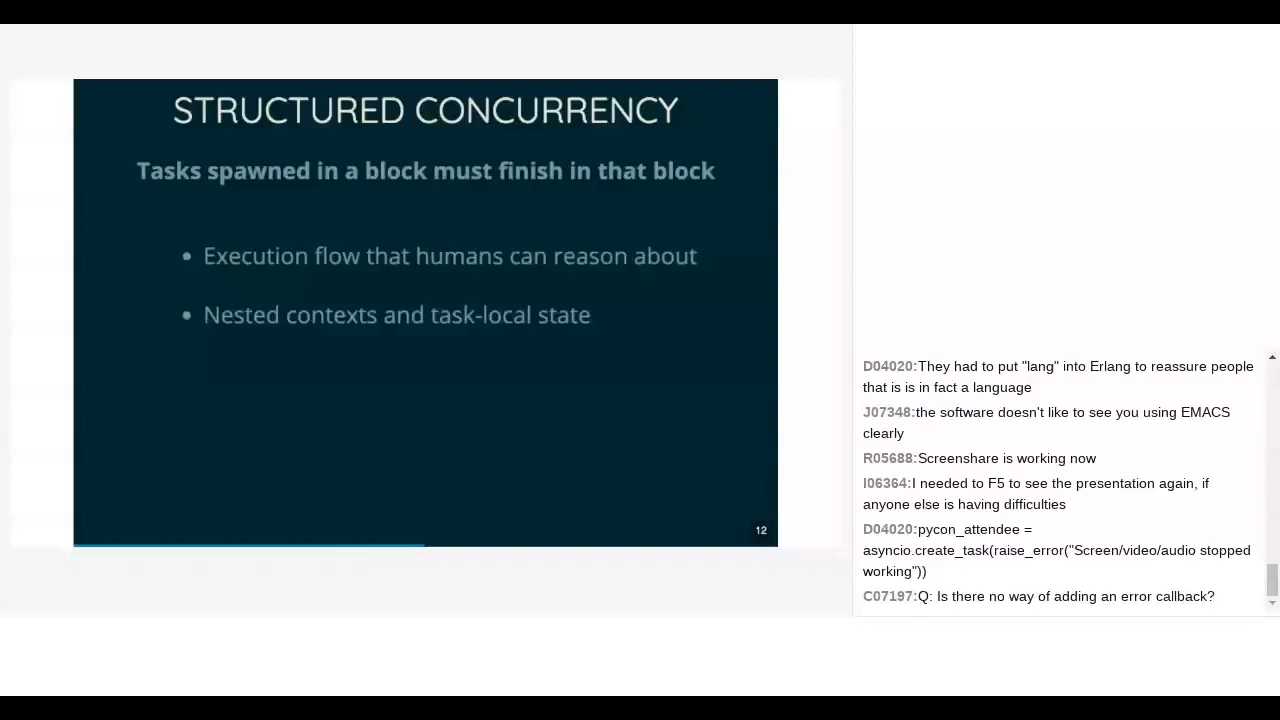 STRUCTURED CONCURRENCY
Tasks spawned in a block must finish in that block
• Execution flow that humans can reason about
• Nested contexts and task-local state
12
D04020:They had to put "lang" into Erlang to reassure people
that is is in fact a language
J07348:the software doesn't like to see you using EMACS
clearly
R05688:Screenshare is working now
I06364:I needed to F5 to see the presentation again, if
anyone else is having difficulties
D04020:pycon_attendee =
asyncio.create_task(raise_error("Screen/video/audio stopped
working"))
C07197:Q: Is there no way of adding an error callback?